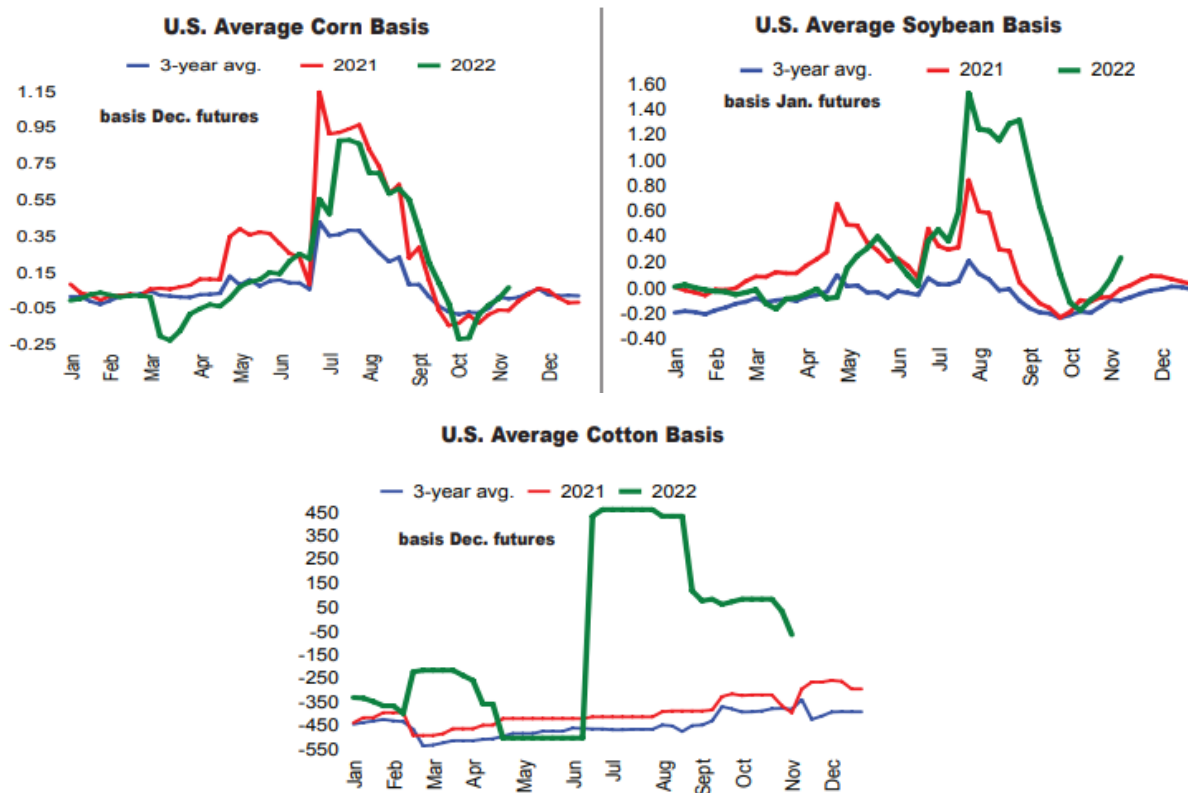 U.S. Average Corn Basis
3-year avg. 2021 2022
basis Dec. futures
1.15
0.95
0.75
0.55
0.35
0.15
-0.05
-0.25
Jan Feb Mar Apr May Jun Jul Aug Sept Oct Nov Dec
U.S. Average Soybean Basis
3-year avg. 2021 2022
basis Jan. futures
1.60
1.40
1.20
1.00
0.80
0.60
0.40
0.20
0.00
-0.20
-0.40
Jan Feb Mar Apr May Jun Jul Aug Sept Oct Nov Dec
U.S. Average Cotton Basis
3-year avg. 2021 2022
basis Dec. futures
450
350
250
150
50
-50
-150
-250
-350
-450
-550
Jan Feb Mar Apr May Jun Jul Aug Sept Oct Nov Dec